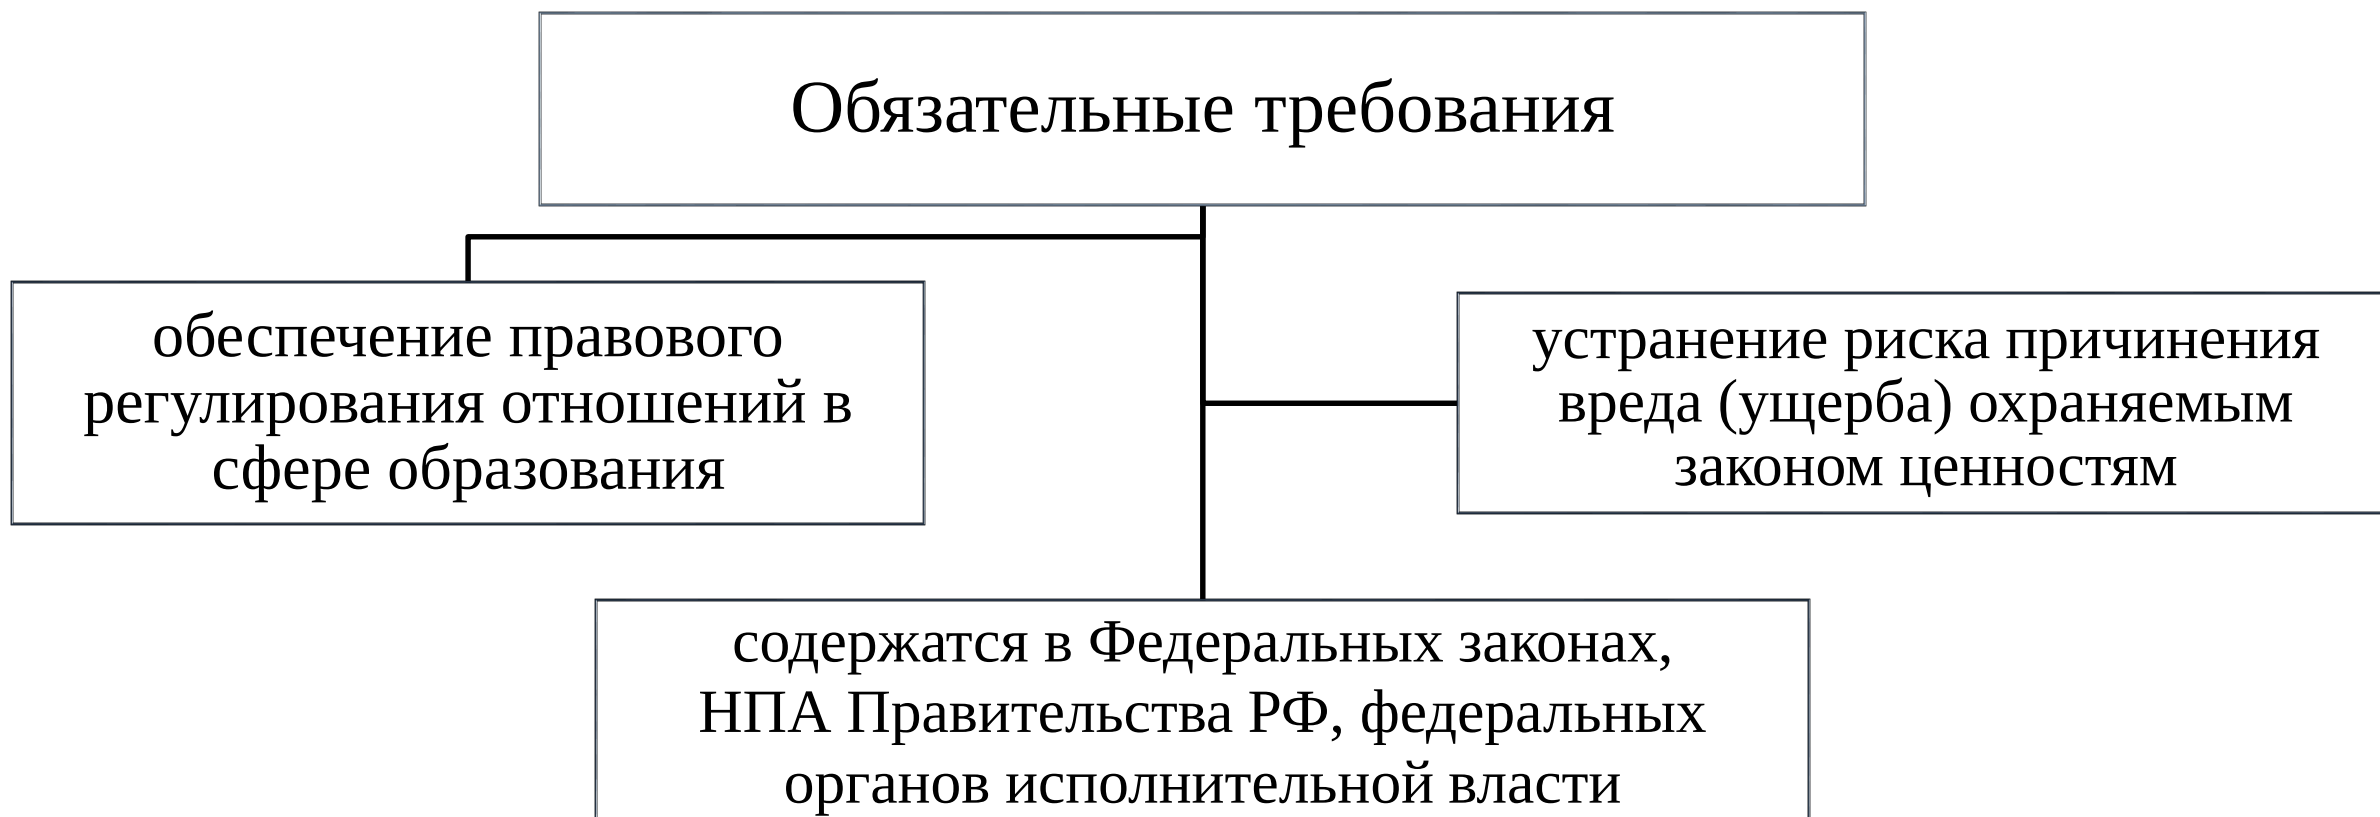 Обязательные требования
обеспечение правового
регулирования отношений в
сфере образования
устранение риска причинения
вреда (ущерба) охраняемым
законом ценностям
содержатся в Федеральных законах,
НПА Правительства РФ, федеральных
органов исполнительной власти